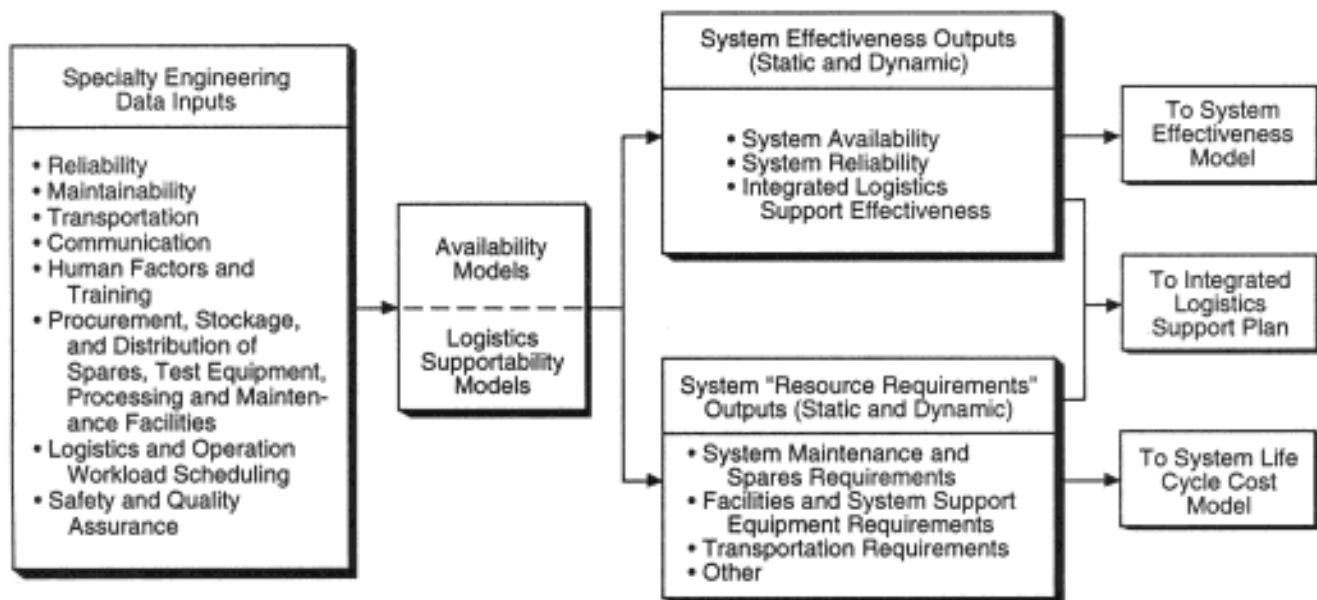 Specialty Engineering
Data Inputs
• Reliability
• Maintainability
• Transportation
• Communication
• Human Factors and
Training
• Procurement, Stockage,
and Distribution of
Spares, Test Equipment,
Processing and Mainten-
ance Facilities
• Logistics and Operation
Workload Scheduling
• Safety and Quality
Assurance
Availability
Models
Logistics
Supportability
Models
System Effectiveness Outputs
(Static and Dynamic)
• System Availability
• System Reliability
• Integrated Logistics
Support Effectiveness
System "Resource Requirements"
Outputs (Static and Dynamic)
• System Maintenance and
Spares Requirements
• Facilities and System Support
Equipment Requirements
• Transportation Requirements
• Other
To System
Effectiveness
Model
To Integrated
Logistics
Support Plan
To System Life
Cycle Cost
Model